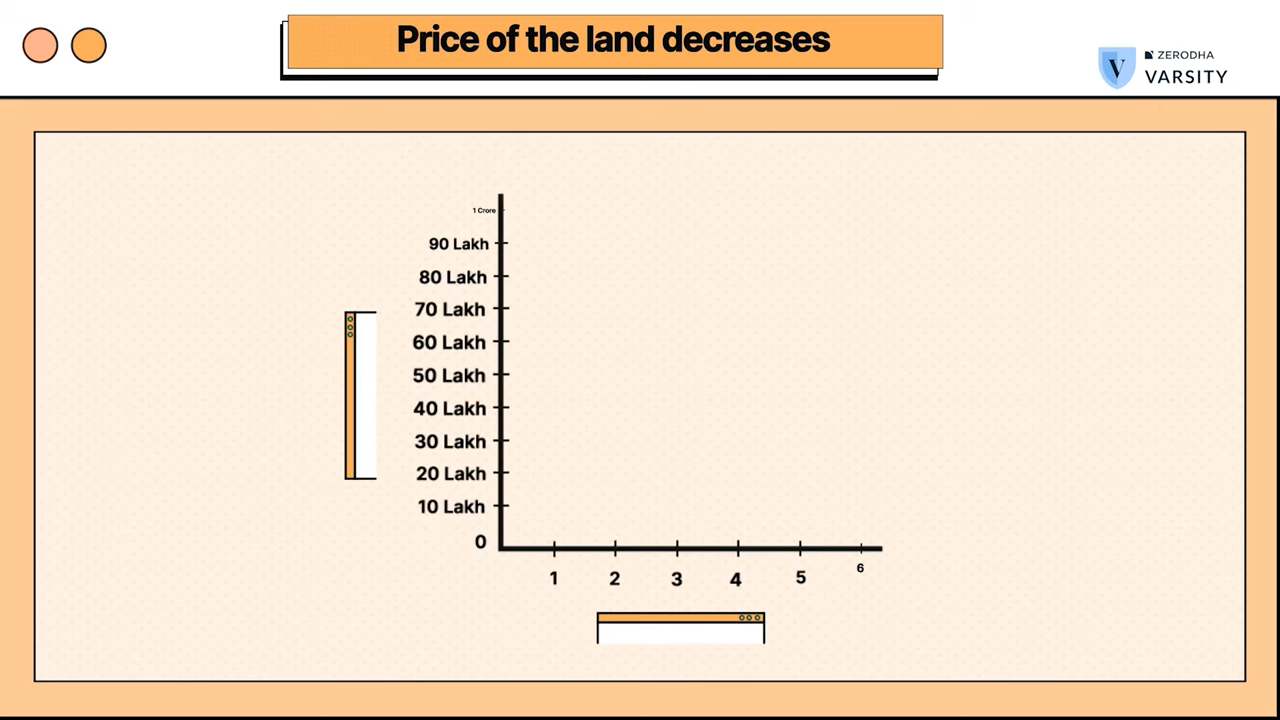 Price of the land decreases
ZERODHA
VARSITY
1 Crore
90 Lakh
80 Lakh
70 Lakh
60 Lakh
50 Lakh
40 Lakh
30 Lakh
20 Lakh
10 Lakh
0
1 2 3 4 5 6